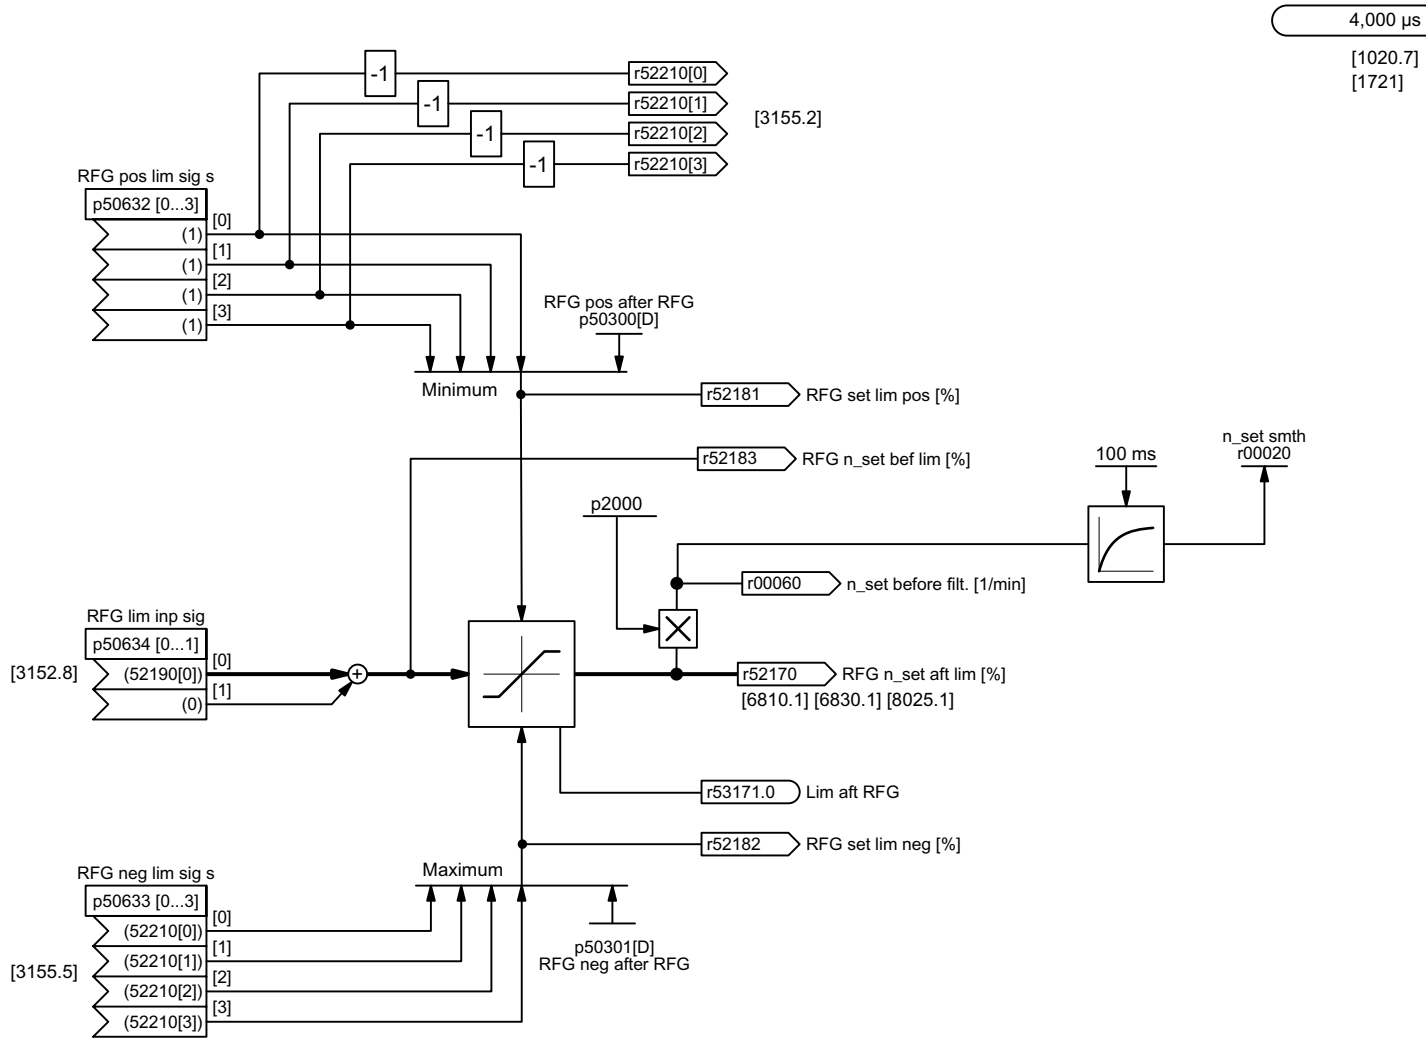 4,000 µs
[1020.7]
[1721]
-1
r52210[0]
-1
r52210[1]
-1
r52210[2]
-1
r52210[3]
[3155.2]
RFG pos lim sig s
p50632 [0...3]
(1)
[0]
(1)
[1]
(1)
[2]
(1)
[3]
RFG pos after RFG
p50300[D]
Minimum
r52181
RFG set lim pos [%]
r52183
RFG n_set bef lim [%]
100 ms
n_set smth
r00020
p2000
r00060
n_set before filt. [1/min]
RFG lim inp sig
p50634 [0...1]
[3152.8]
(52190[0])
[0]
(0)
[1]
+
r52170
RFG n_set aft lim [%]
[6810.1] [6830.1] [8025.1]
r53171.0
Lim aft RFG
r52182
RFG set lim neg [%]
Maximum
RFG neg lim sig s
p50633 [0...3]
[3155.5]
(52210[0])
[0]
(52210[1])
[1]
(52210[2])
[2]
(52210[3])
[3]
p50301[D]
RFG neg after RFG